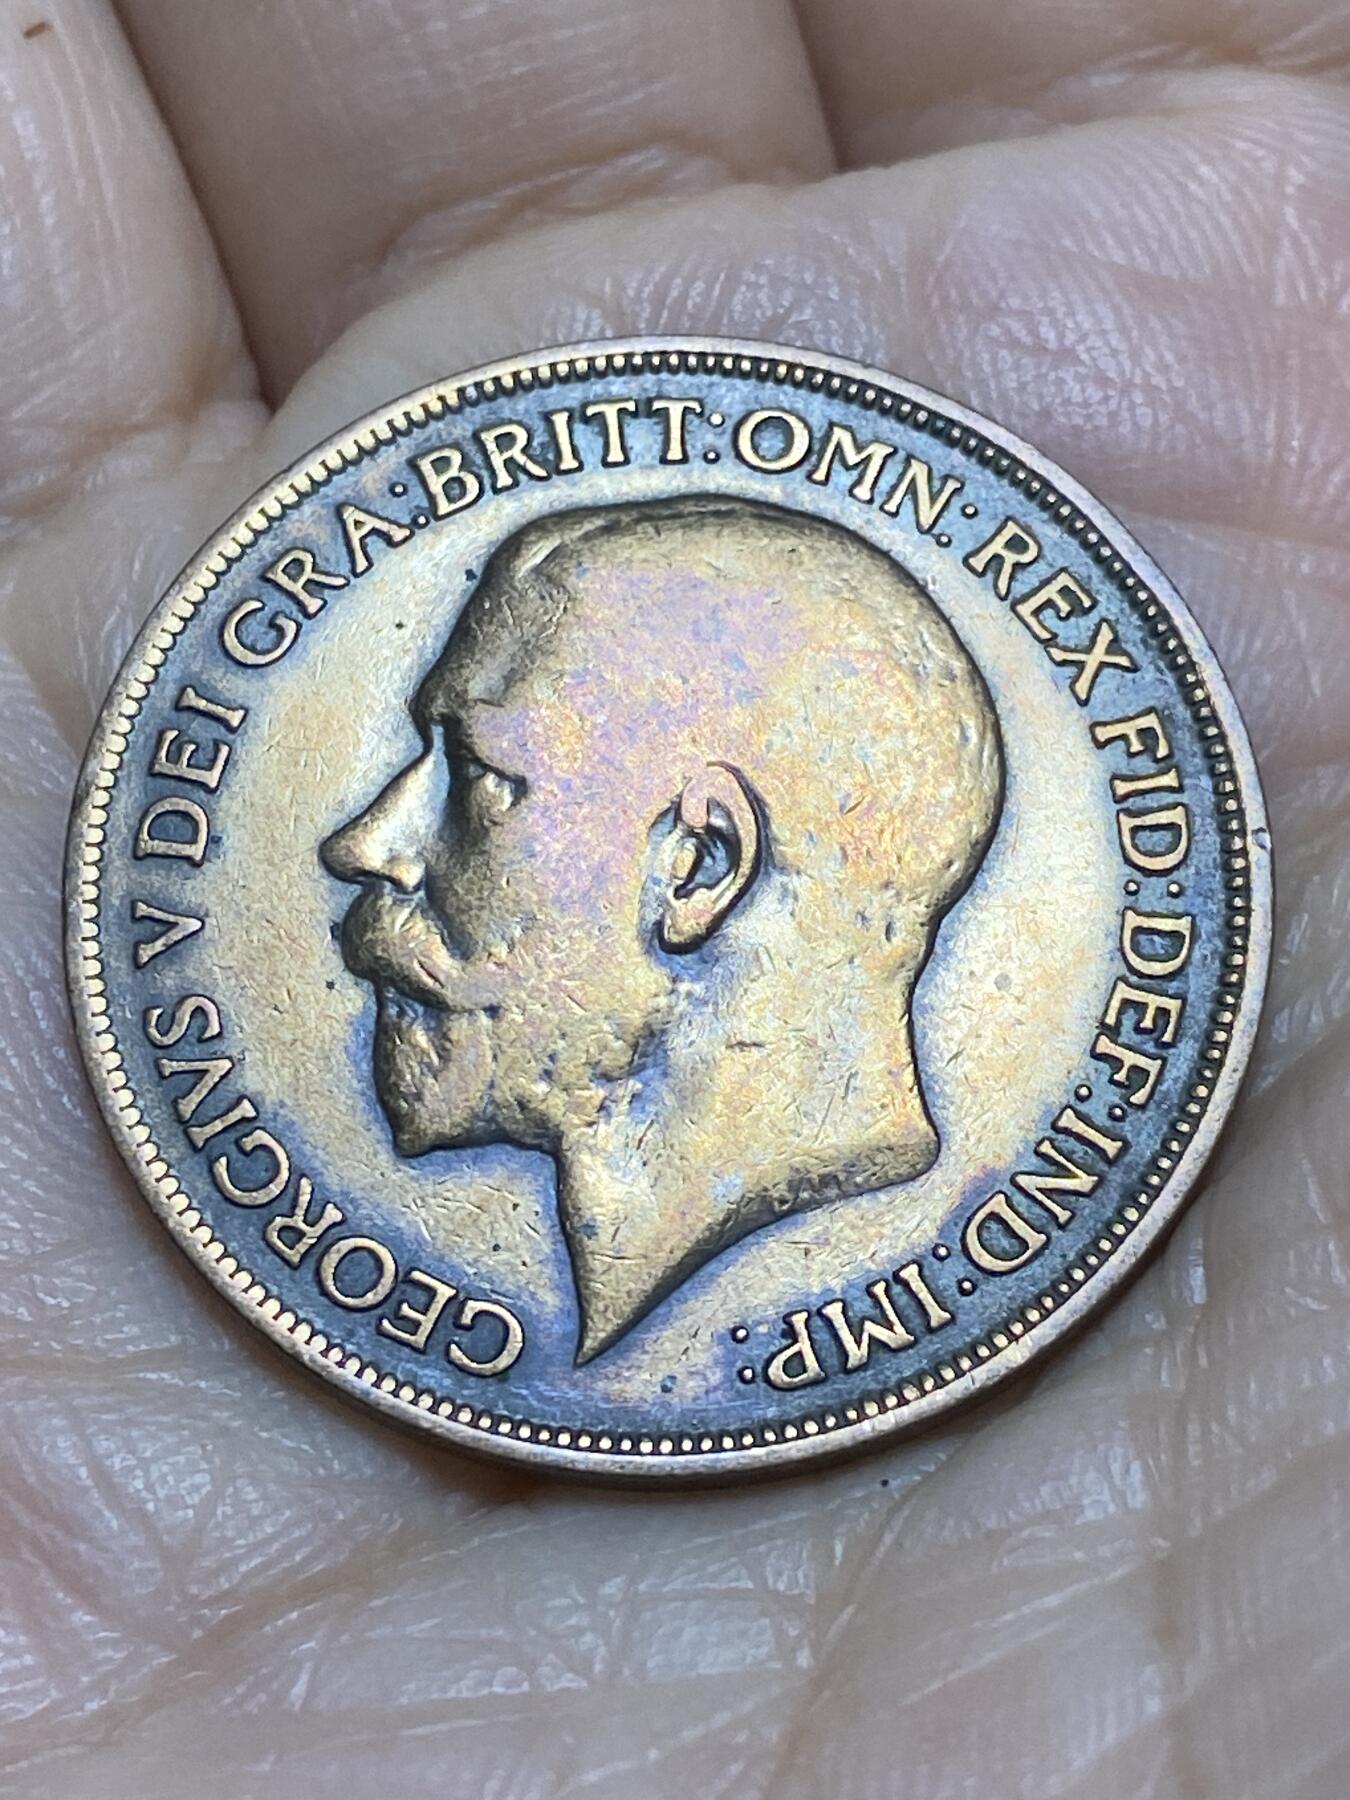 GEORGIVS V DEI GRA:BRITT:OMN:REX FID:DEF:IND:IMP: